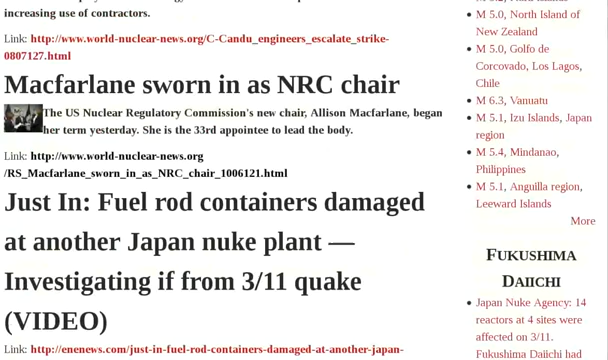 increasing use of contractors.
Link: http://www.world-nuclear-news.org/C-Candu_engineers_escalate_strike-
0807127.html
Macfarlane sworn in as NRC chair
The US Nuclear Regulatory Commission's new chair, Allison Macfarlane, began
her term yesterday. She is the 33rd appointee to lead the body.
Link: http://www.world-nuclear-news.org
/RS_Macfarlane_sworn_in_as_NRC_chair_1006121.html
Just In: Fuel rod containers damaged
at another Japan nuke plant —
Investigating if from 3/11 quake
(VIDEO)
Link: http://enenews.com/just-in-fuel-rod-containers-damaged-at-another-japan-
M 5.0, North Island of
New Zealand
M 5.0, Golfo de
Corcovado, Los Lagos,
Chile
M 6.3, Vanuatu
M 5.1, Izu Islands, Japan
region
M 5.4, Mindanao,
Philippines
M 5.1, Anguilla region,
Leeward Islands
More
FUKUSHIMA
DAIICHI
Japan Nuke Agency: 14
reactors at 4 sites were
affected on 3/11.
Fukushima Daiichi had